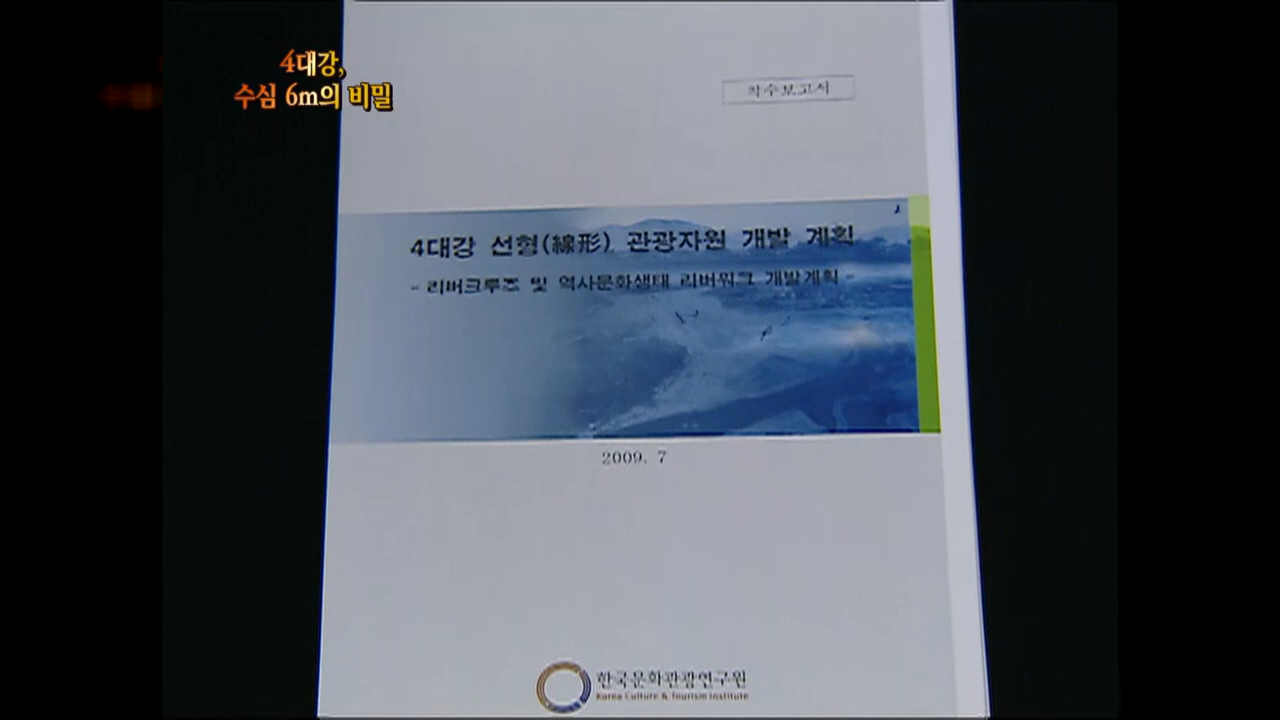 4대강,
수심 6m의 비밀
착수보고서
4대강 선형(線形) 관광자원 개발 계획
- 리버크루즈 및 역사문화생태 리버워크 개발계획 -
2009. 7
한국문화관광연구원
Korea Culture & Tourism Institute